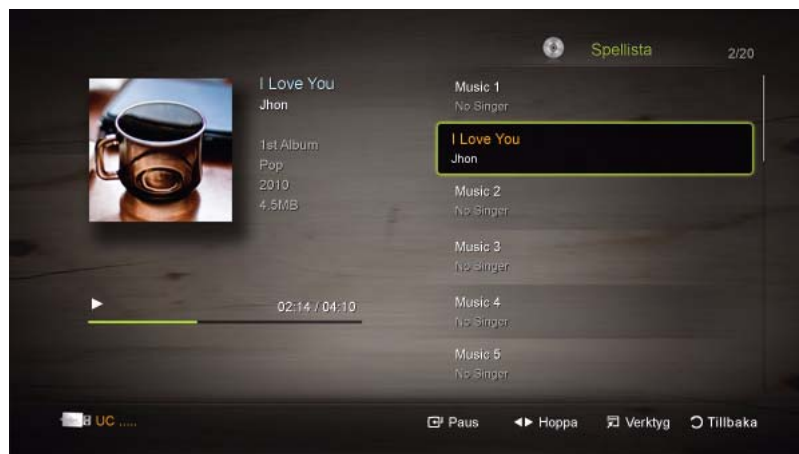 Spellista 2/20
I Love You
Jhon
1st Album
Pop
2010
4.5MB
02:14 / 04:10
Music 1
No Singer
I Love You
Jhon
Music 2
No Singer
Music 3
No Singer
Music 4
No Singer
Music 5
No Singer
UC .....
Paus Hoppa Verktyg Tillbaka